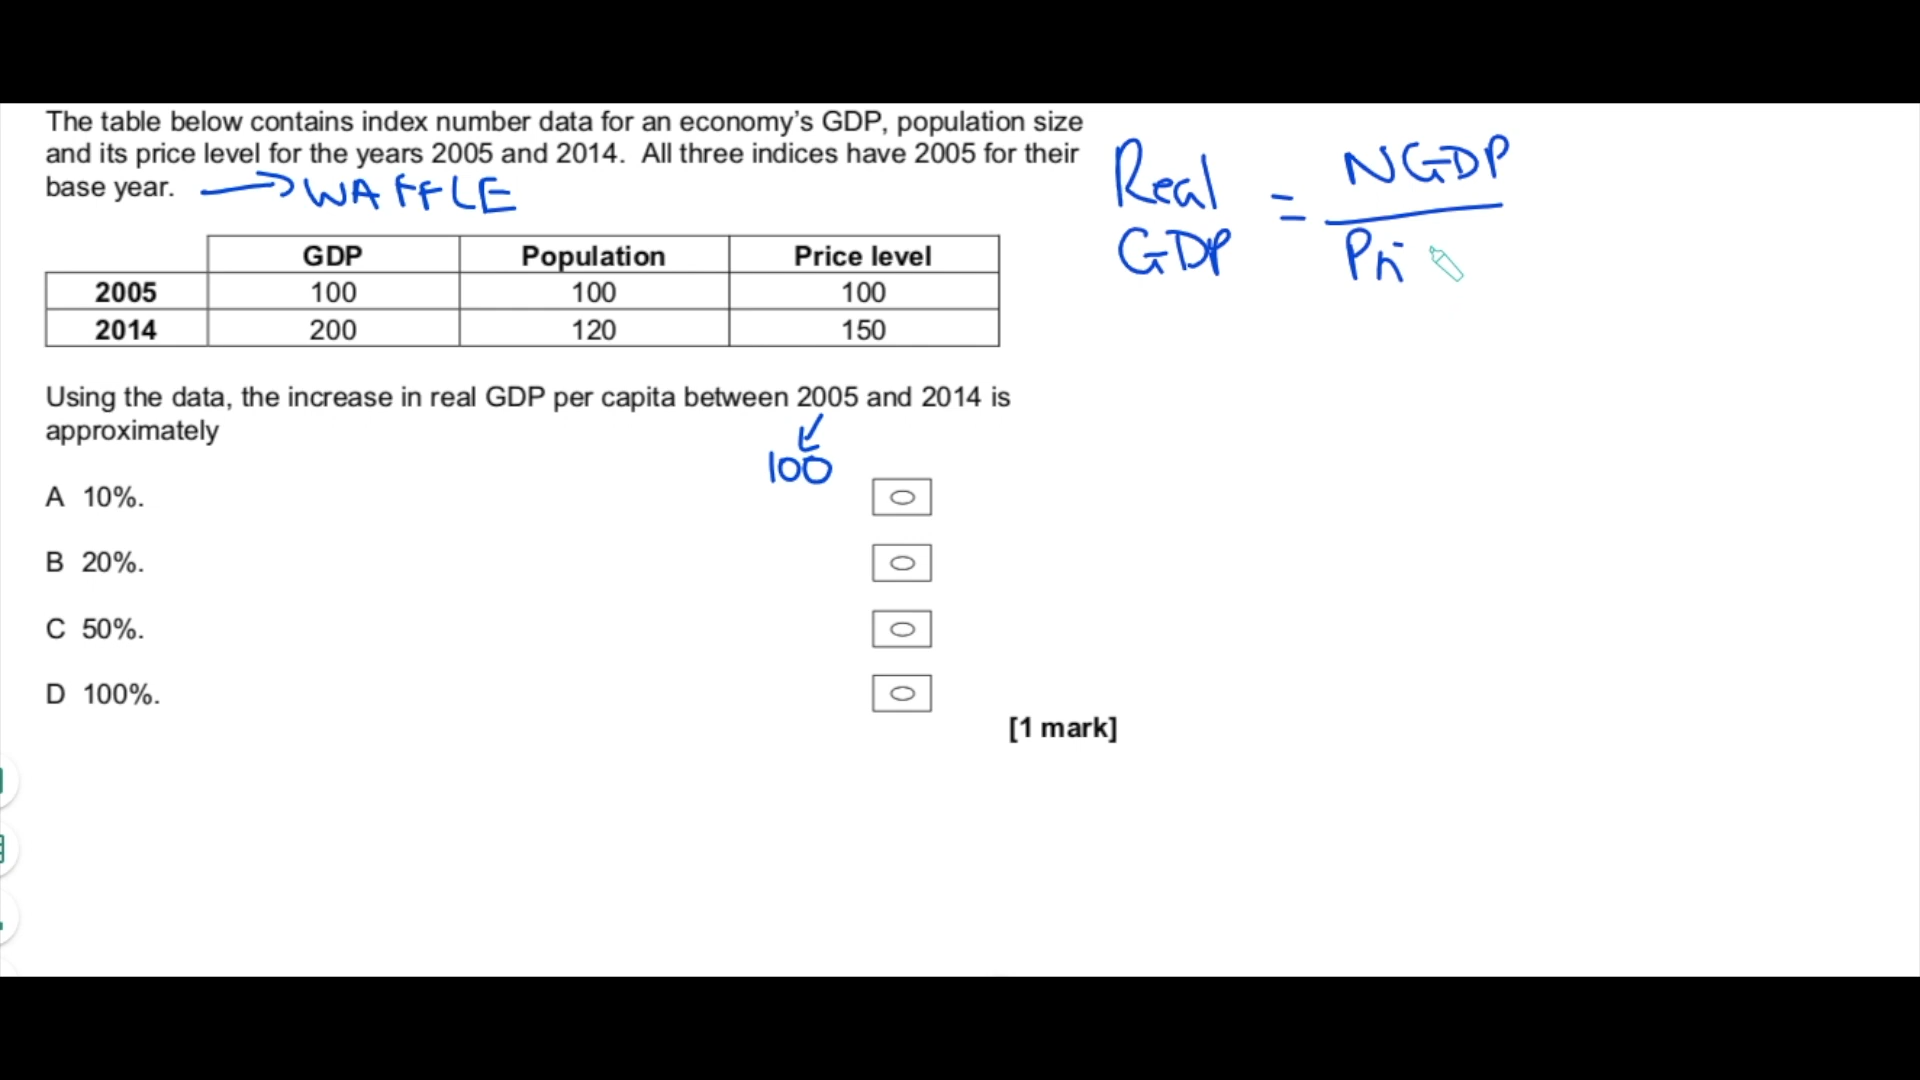 The table below contains index number data for an economy's GDP, population size
and its price level for the years 2005 and 2014. All three indices have 2005 for their
base year. → WAFFLE
Real GDP = NGDP
Pri
GDP Population Price level
2005 100 100 100
2014 200 120 150
Using the data, the increase in real GDP per capita between 2005 and 2014 is
approximately
100
A 10%.
B 20%.
C 50%.
D 100%.
[1 mark]